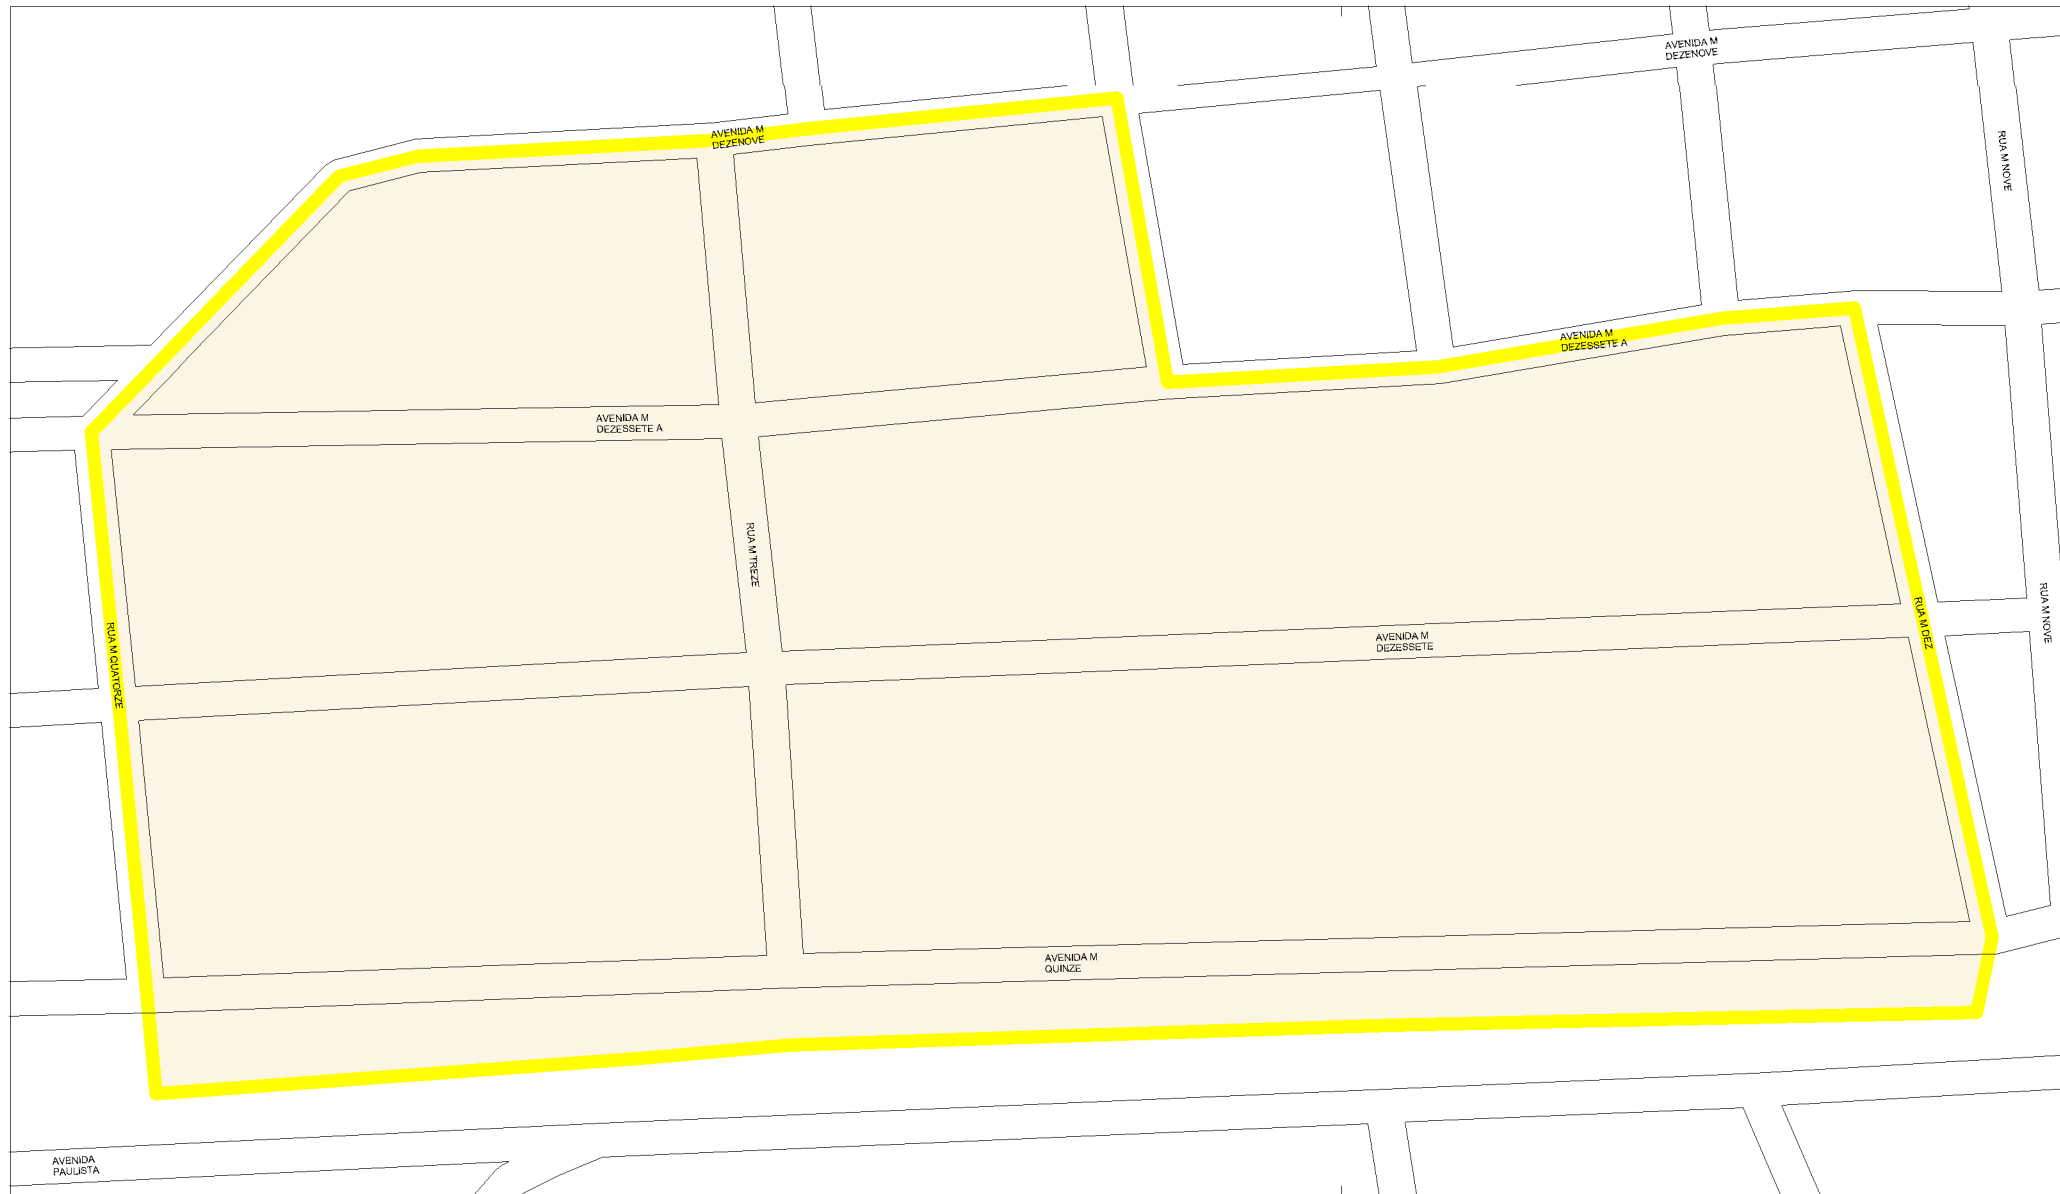 AVENIDA M
DEZENOVE
AVENIDA M
DEZENOVE
RUA M NOVE
AVENIDA M
DEZESSETE A
AVENIDA M
DEZESSETE A
RUA M TREZE
RUA M QUATORZE
AVENIDA M
DEZESSETE
RUA M DEZ
RUA M NOVE
AVENIDA M
QUINZE
AVENIDA
PAULISTA